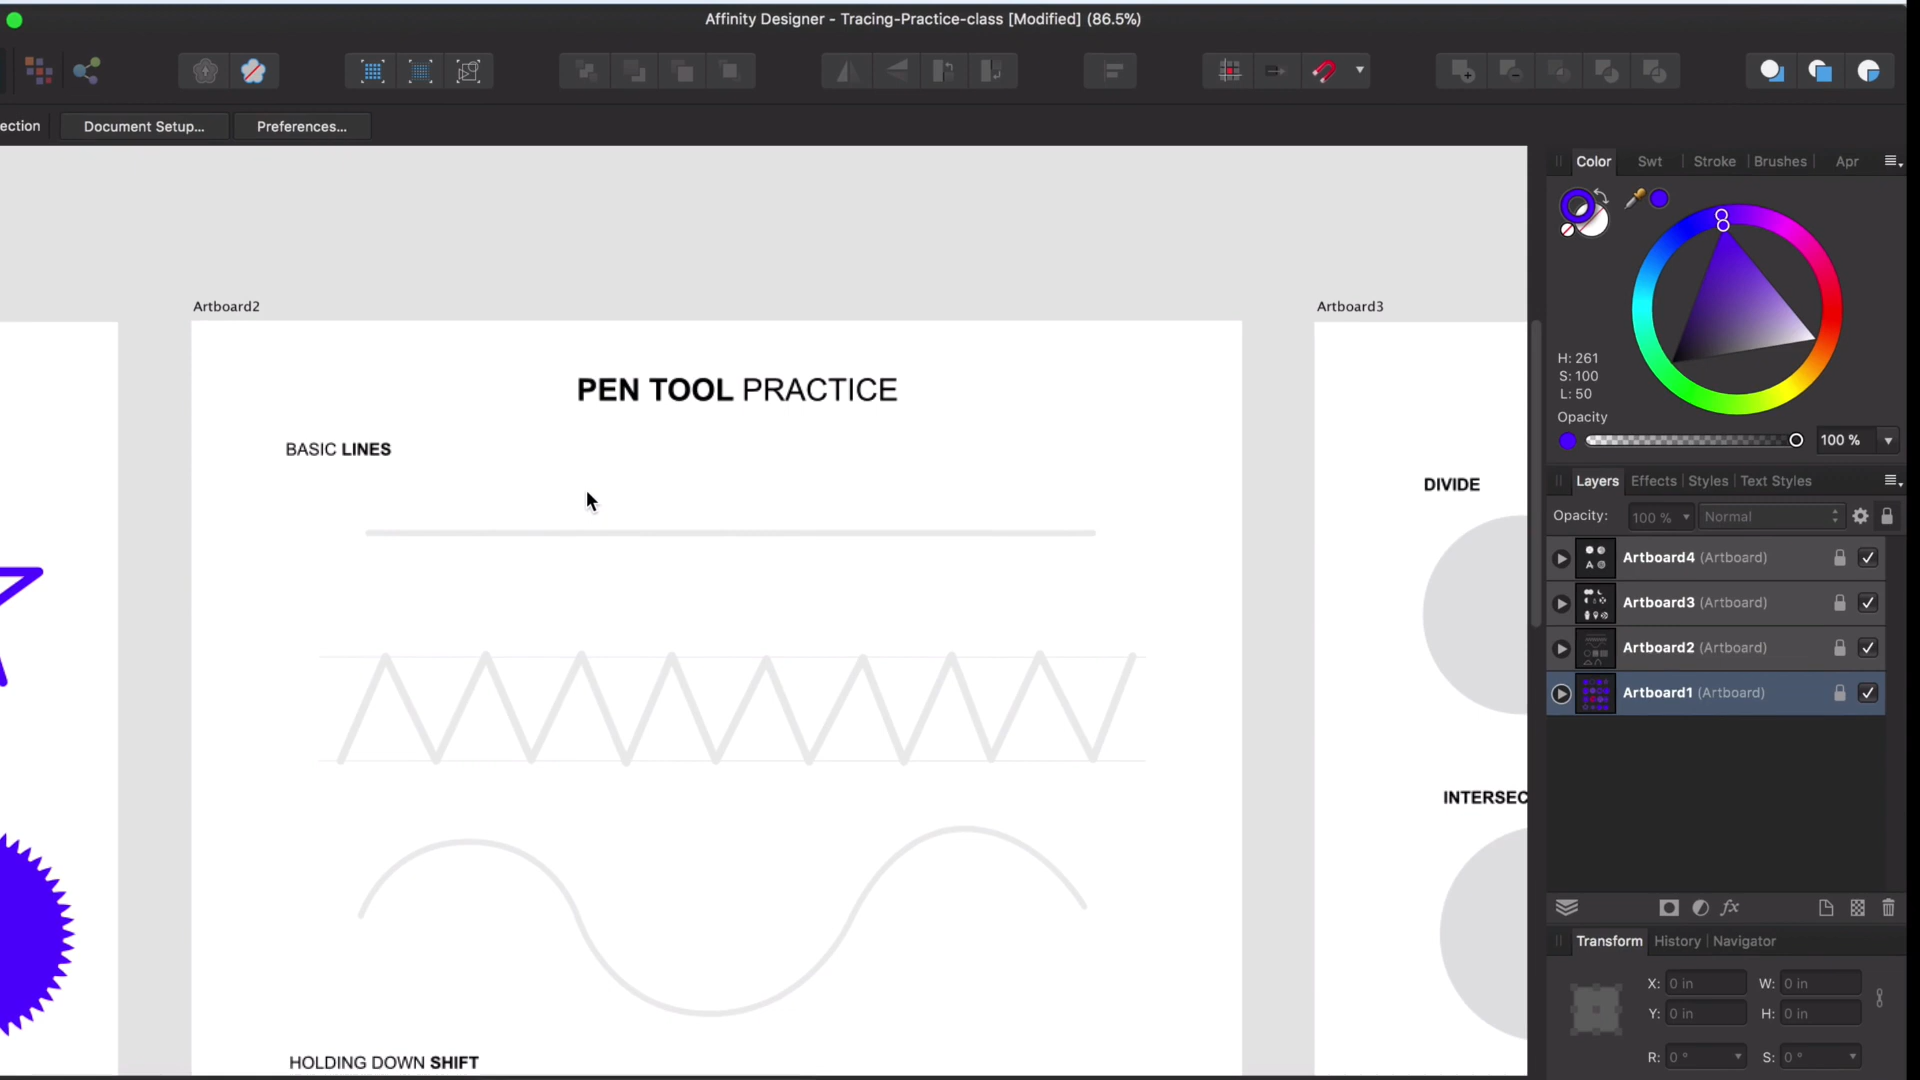 Affinity Designer - Tracing-Practice-class [Modified] (86.5%)
ection
Document Setup...
Preferences...
Color
Swt
Stroke
Brushes
Apr
H: 261
S: 100
L: 50
Opacity
100 %
Artboard2
Artboard3
PEN TOOL PRACTICE
BASIC LINES
DIVIDE
INTERSEC
HOLDING DOWN SHIFT
Layers
Effects
Styles
Text Styles
Opacity:
100 %
Normal
Artboard4 (Artboard)
Artboard3 (Artboard)
Artboard2 (Artboard)
Artboard1 (Artboard)
fx
Transform
History
Navigator
X: 0 in
W: 0 in
Y: 0 in
H: 0 in
R: 0 °
S: 0 °